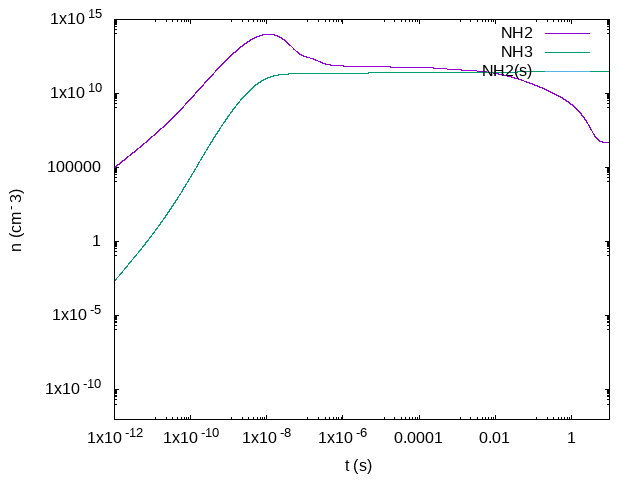 1x10^15
NH2
NH3
NH2(s)
1x10^10
100000
1
1x10^-5
1x10^-10
n (cm^-3)
1x10^-12 1x10^-10 1x10^-8 1x10^-6 0.0001 0.01 1
t (s)